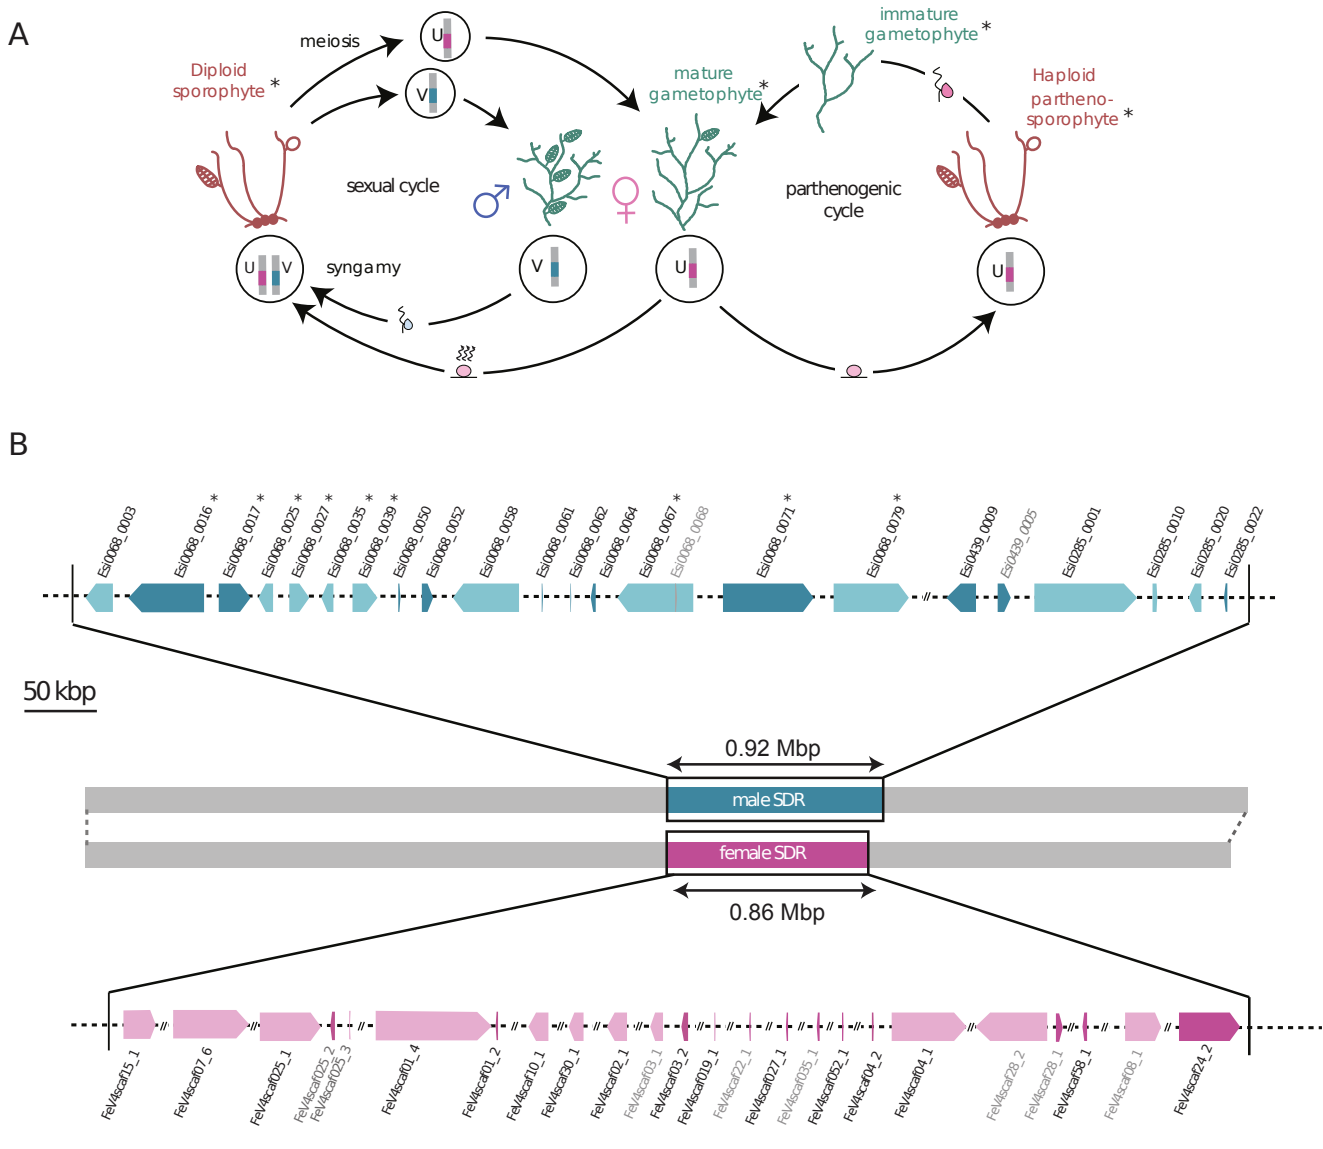 A
meiosis
U
V
Diploid
sporophyte *
immature
gametophyte *
mature
gametophyte *
Haploid
partheno-
sporophyte *
sexual cycle
♂
♀
parthenogenic
cycle
U V
syngamy
V
U
U
B
Esi0068_0003
Esi0068_0016 *
Esi0068_0017 *
Esi0068_0025 *
Esi0068_0027 *
Esi0068_0035 *
Esi0068_0039 *
Esi0068_0050
Esi0068_0052
Esi0068_0058
Esi0068_0061
Esi0068_0062
Esi0068_0064
Esi0068_0067 *
Esi0068_0068
Esi0068_0071 *
Esi0068_0079 *
Esi0439_0009
Esi0439_0005
Esi0285_0001
Esi0285_0010
Esi0285_0020
Esi0285_0022
//
50 kbp
0.92 Mbp
male SDR
female SDR
0.86 Mbp
// // // // // // // // // // // // // // // // // // //
FeV4scaf15_1
FeV4scaf07_6
FeV4scaf025_1
FeV4scaf025_2
FeV4scaf025_3
FeV4scaf01_4
FeV4scaf01_2
FeV4scaf10_1
FeV4scaf30_1
FeV4scaf02_1
FeV4scaf03_1
FeV4scaf03_2
FeV4scaf019_1
FeV4scaf22_1
FeV4scaf027_1
FeV4scaf035_1
FeV4scaf052_1
FeV4scaf04_2
FeV4scaf04_1
FeV4scaf28_2
FeV4scaf28_1
FeV4scaf58_1
FeV4scaf08_1
FeV4scaf24_2